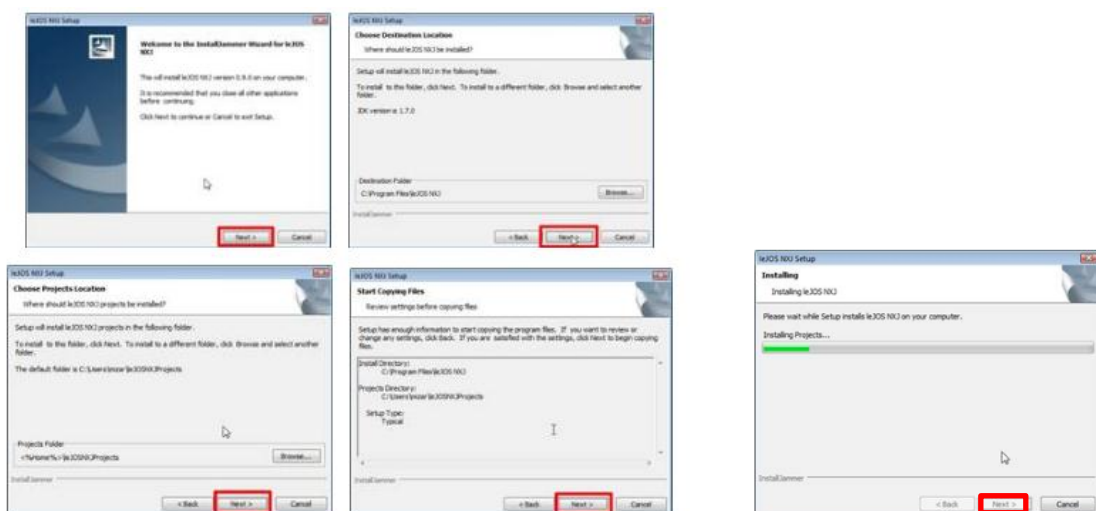 leJOS NXJ Setup
Welcome to the InstallJammer Wizard for leJOS
NXJ
This will install leJOS NXJ version 0.9.0 on your computer.
It is recommended that you close all other applications
before continuing.
Click Next to continue or Cancel to exit Setup.
Next >
Cancel
leJOS NXJ Setup
Choose Destination Location
Where should leJOS NXJ be installed?
Setup will install leJOS NXJ in the following folder.
To install to this folder, click Next. To install to a different folder, click Browse and select another
folder.
JDK version is 1.7.0
Destination Folder
C:\Program Files\leJOS NXJ
Browse...
InstallJammer
< Back
Next >
Cancel
leJOS NXJ Setup
Choose Projects Location
Where should leJOS NXJ projects be installed?
Setup will install leJOS NXJ projects in the following folder.
To install to this folder, click Next. To install to a different folder, click Browse and select another
folder.
The default folder is C:\Users\nizar\leJOSNXJProjects
Projects Folder
<%Home%>\leJOSNXJProjects
Browse...
InstallJammer
< Back
Next >
Cancel
leJOS NXJ Setup
Start Copying Files
Review settings before copying files
Setup has enough information to start copying the program files. If you want to review or
change any settings, click Back. If you are satisfied with the settings, click Next to begin copying
files.
Install Directory:
C:/Program Files/leJOS NXJ
Projects Directory:
C:/Users/nizar/leJOSNXJProjects
Setup Type:
Typical
InstallJammer
< Back
Next >
Cancel
leJOS NXJ Setup
Installing
Installing leJOS NXJ
Please wait while Setup installs leJOS NXJ on your computer.
Installing Projects...
InstallJammer
< Back
Next >
Cancel